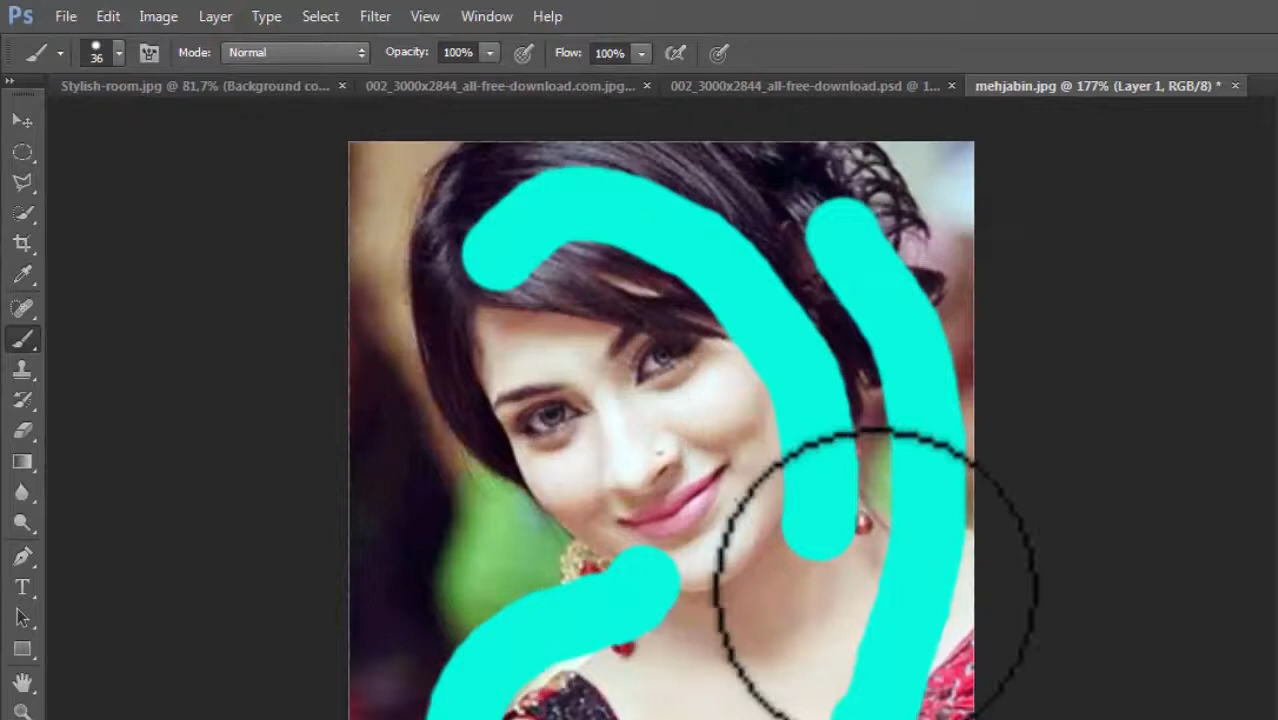 Ps File Edit Image Layer Type Select Filter View Window Help
36 Mode: Normal Opacity: 100% Flow: 100%
Stylish-room.jpg @ 81,7% (Background co... × 002_3000x2844_all-free-download.com.jpg... × 002_3000x2844_all-free-download.psd @ 1... × mehjabin.jpg @ 177% (Layer 1, RGB/8) * ×
T